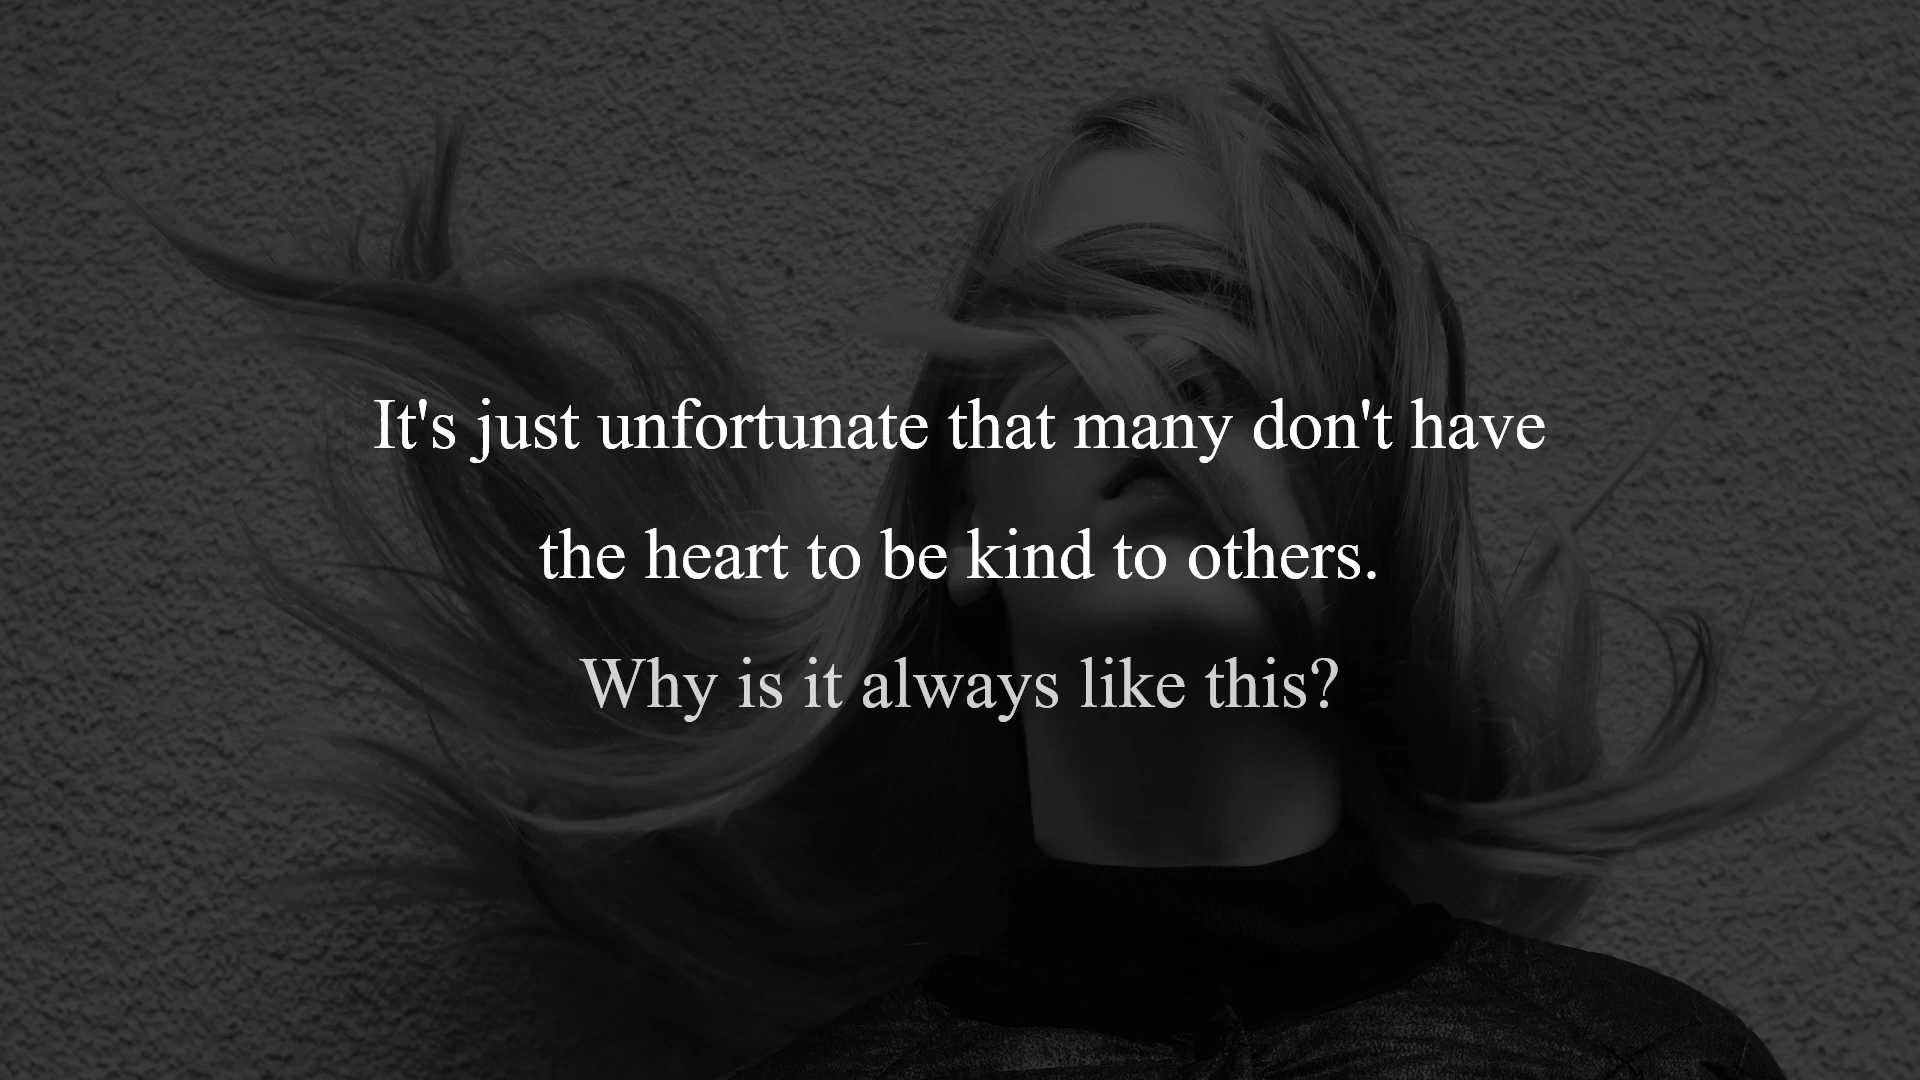 It's just unfortunate that many don't have
the heart to be kind to others.
Why is it always like this?